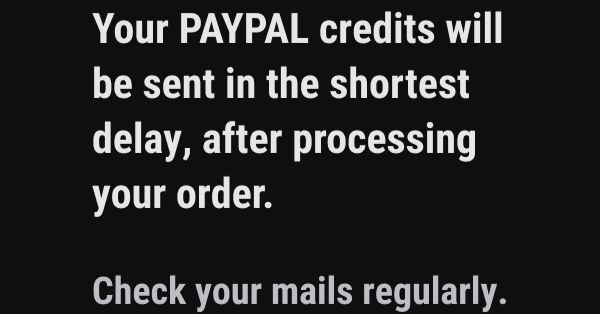 Your PAYPAL credits will
be sent in the shortest
delay, after processing
your order.
Check your mails regularly.